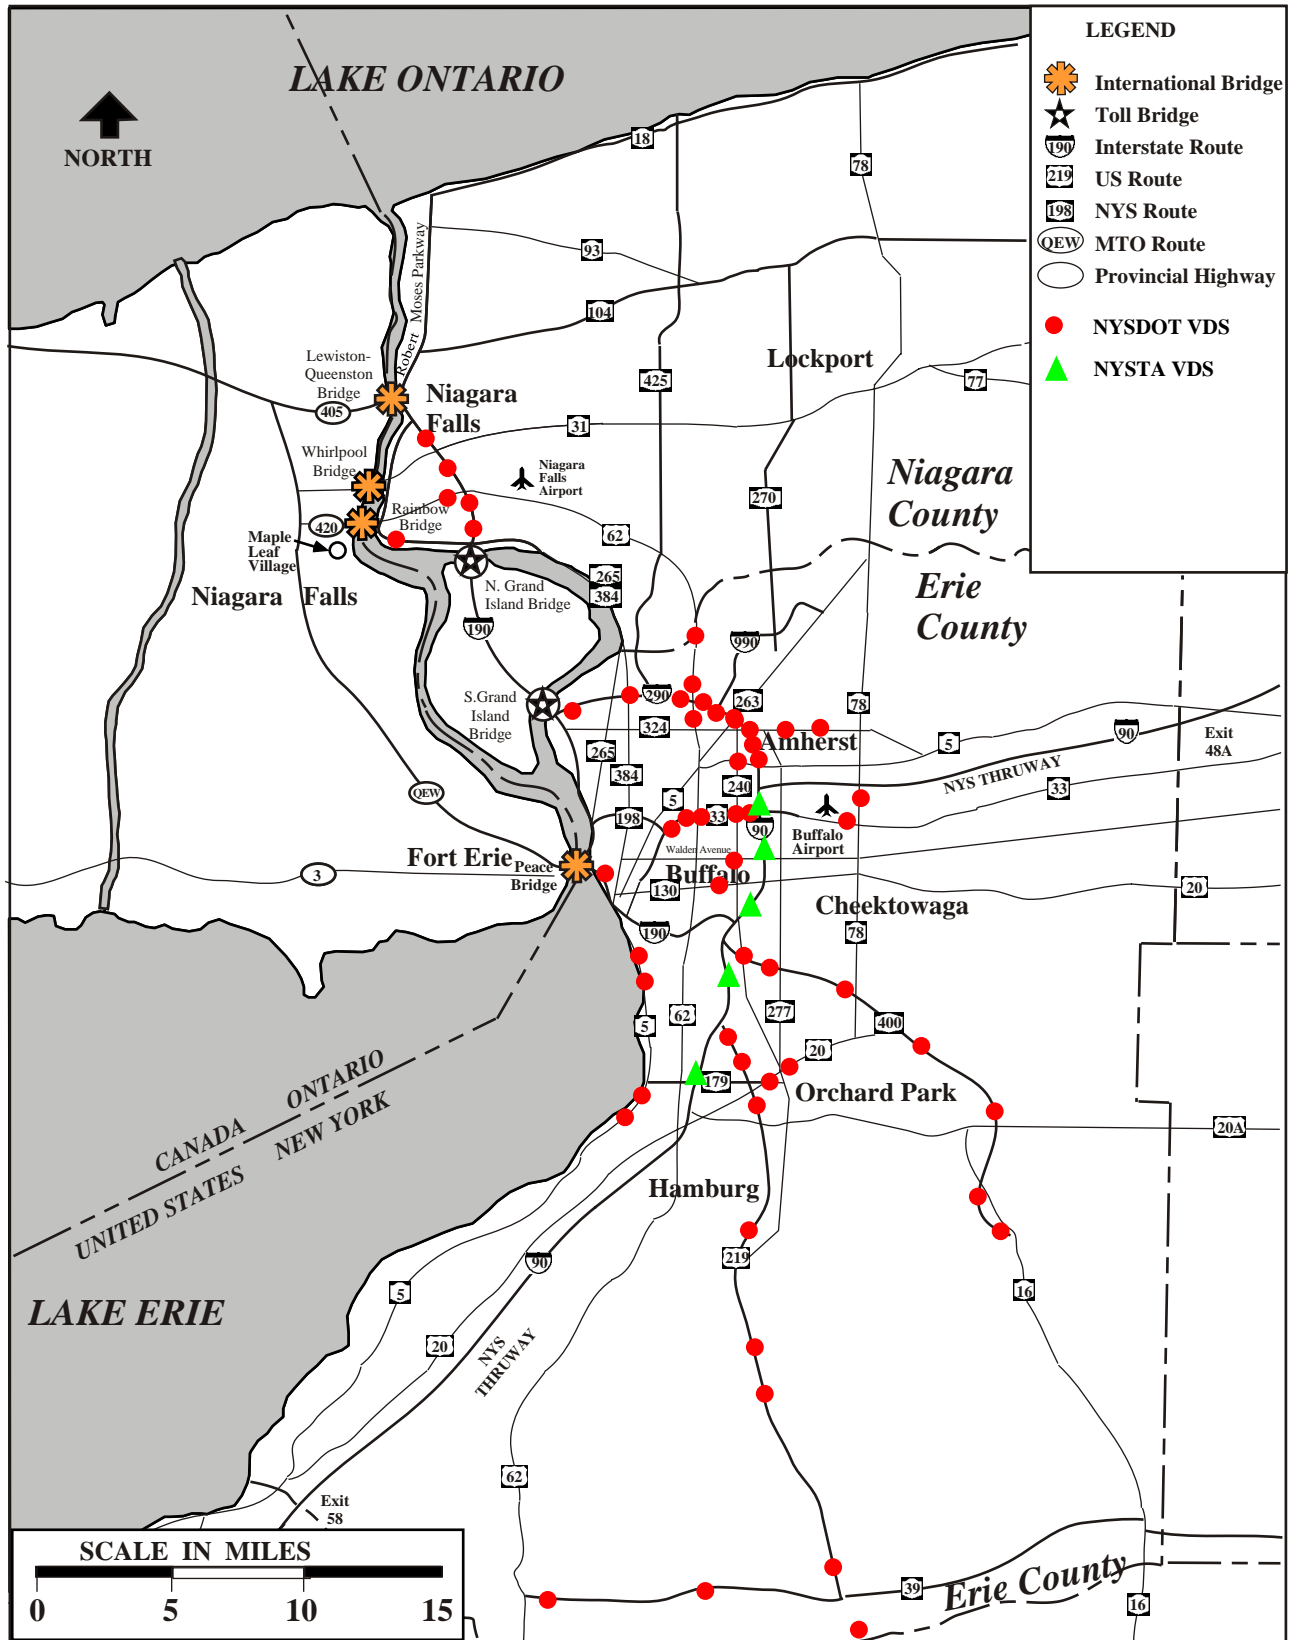 LEGEND
International Bridge
Toll Bridge
190 Interstate Route
219 US Route
198 NYS Route
QEW MTO Route
Provincial Highway
NYSDOT VDS
NYSTA VDS
LAKE ONTARIO
NORTH
18
78
Robert Moses Parkway
93
104
Lewiston-
Queenston
Bridge
405
Niagara
Falls
Lockport
425
77
31
Whirlpool
Bridge
Niagara
Falls
Airport
270
Niagara
County
Rainbow
Bridge
420
Maple
Leaf
Village
62
Niagara Falls
N. Grand
Island Bridge
265
384
Erie
County
190
990
S.Grand
Island
Bridge
290
263
78
324
Amherst
5
90
Exit
48A
265
384
240
NYS THRUWAY
33
QEW
5
198
33
90
Buffalo
Airport
Walden Avenue
Fort Erie
Peace
Bridge
3
Buffalo
130
20
Cheektowaga
190
78
5
62
277
400
20
179
Orchard Park
20A
CANADA
ONTARIO
UNITED STATES
NEW YORK
Hamburg
219
90
5
16
LAKE ERIE
20
NYS
THRUWAY
62
Exit
58
SCALE IN MILES
0 5 10 15
39
Erie County
16